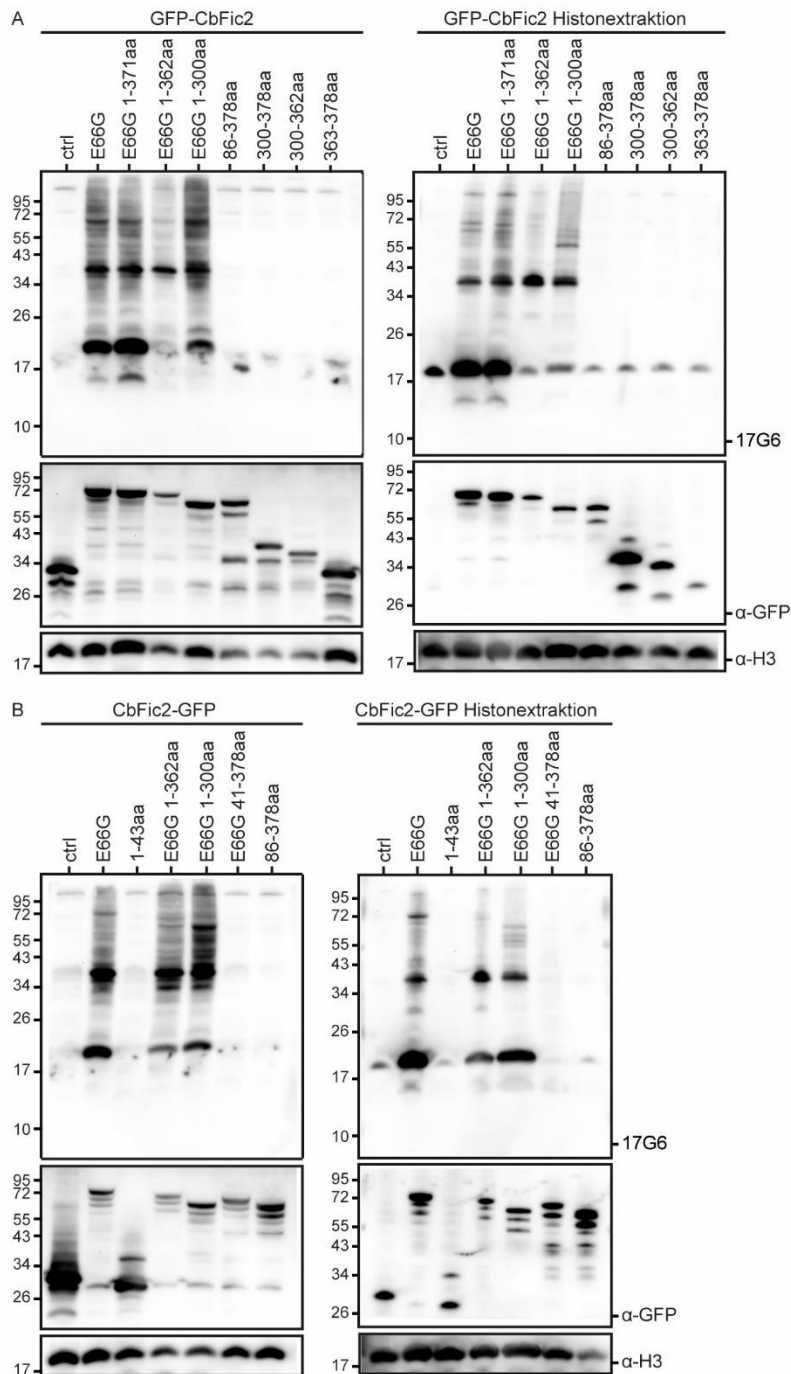 A
GFP-CbFic2
ctrl
E66G
E66G 1-371aa
E66G 1-362aa
E66G 1-300aa
86-378aa
300-378aa
300-362aa
363-378aa
95
72
55
43
34
26
17
10
95
72
55
43
34
26
17
GFP-CbFic2 Histonextraktion
ctrl
E66G
E66G 1-371aa
E66G 1-362aa
E66G 1-300aa
86-378aa
300-378aa
300-362aa
363-378aa
95
72
55
43
34
26
17
10
17G6
95
72
55
43
34
26
α-GFP
17
α-H3
B
CbFic2-GFP
ctrl
E66G
1-43aa
E66G 1-362aa
E66G 1-300aa
E66G 41-378aa
86-378aa
95
72
55
43
34
26
17
10
95
72
55
43
34
26
17
CbFic2-GFP Histonextraktion
ctrl
E66G
1-43aa
E66G 1-362aa
E66G 1-300aa
E66G 41-378aa
86-378aa
95
72
55
43
34
26
17
10
17G6
95
72
55
43
34
26
α-GFP
17
α-H3